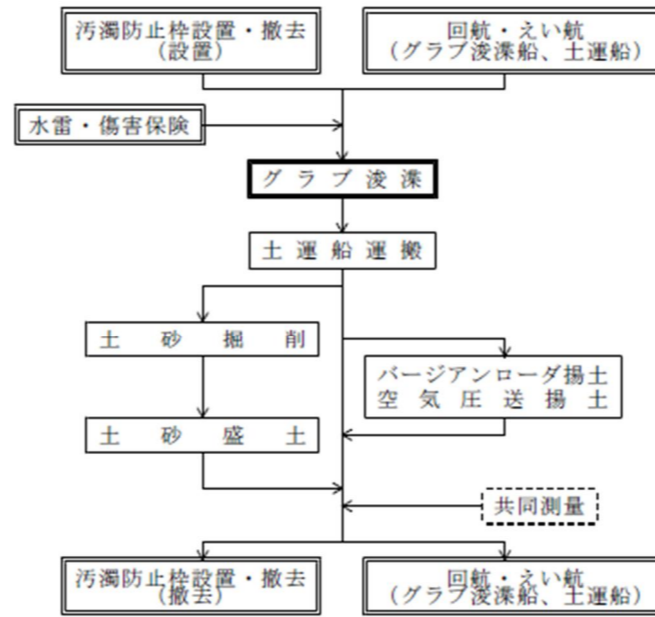 汚濁防止枠設置・撤去
(設置)
回航・えい航
(グラブ浚渫船、土運船)
水雷・傷害保険
グラブ浚渫
土運船運搬
土砂掘削
バージアンローダ揚土
空気圧送揚土
土砂盛土
共同測量
汚濁防止枠設置・撤去
(撤去)
回航・えい航
(グラブ浚渫船、土運船)